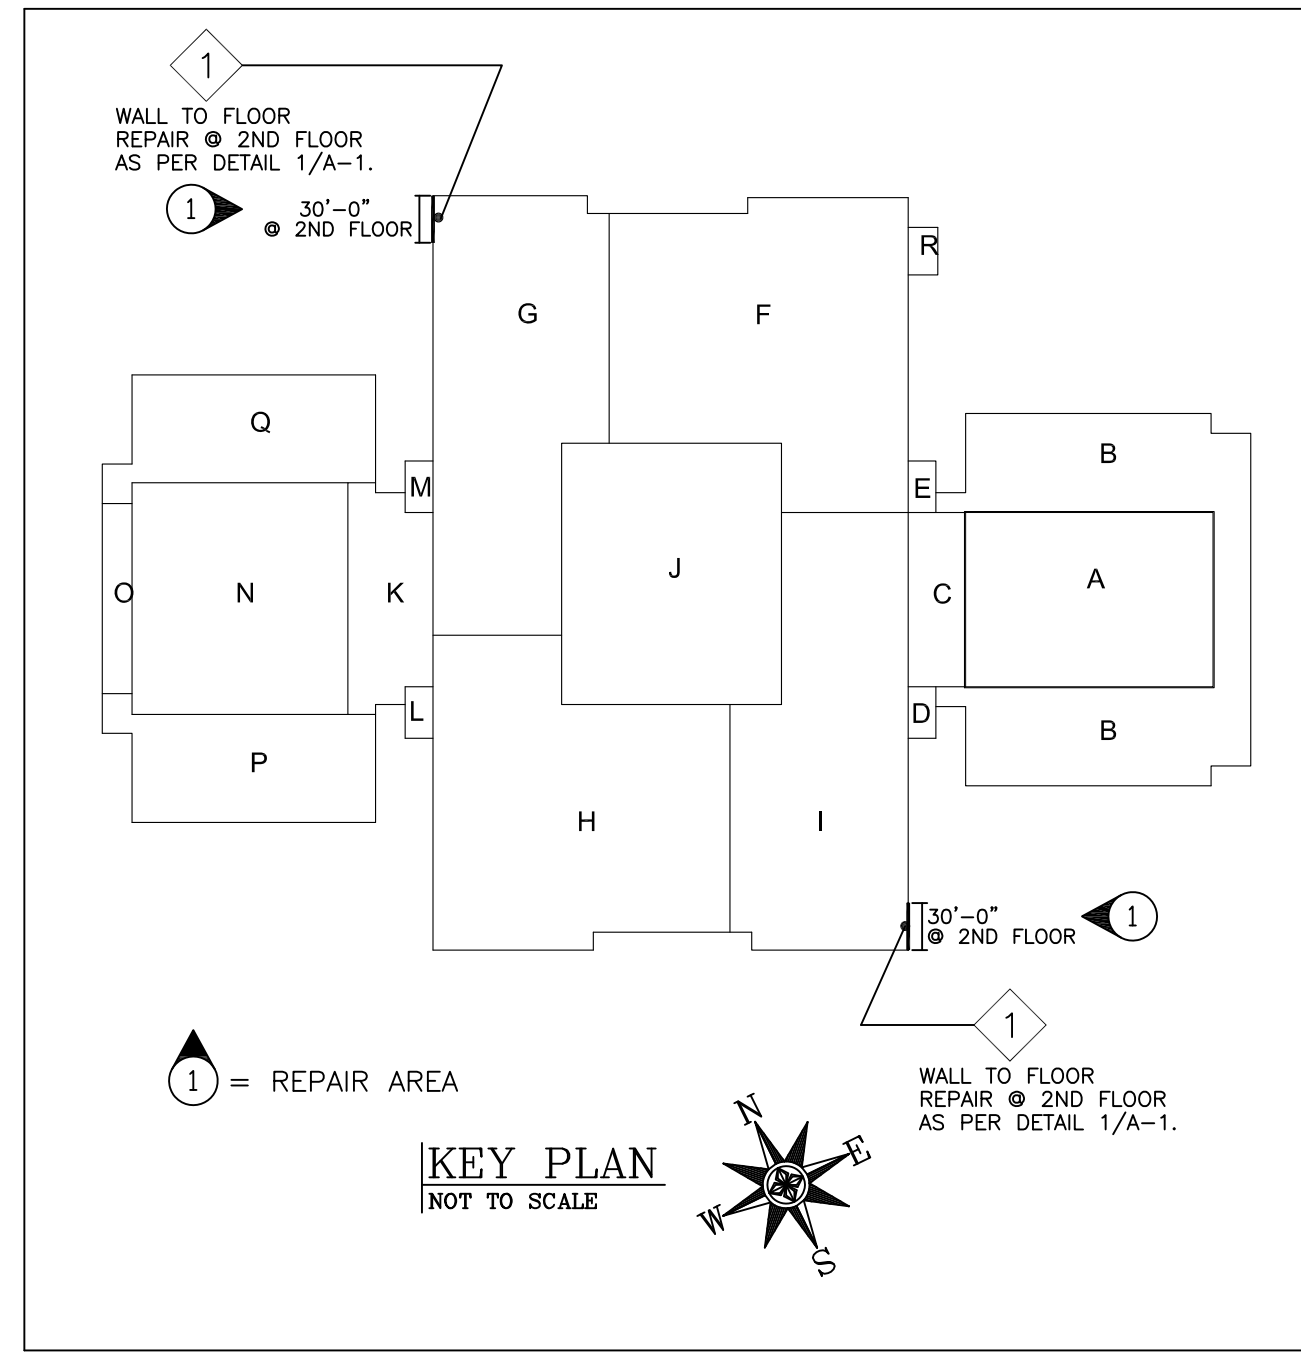 1
WALL TO FLOOR
REPAIR @ 2ND FLOOR
AS PER DETAIL 1/A-1.
1
30'-0"
@ 2ND FLOOR
R
G
F
Q
B
M
E
J
A
O
N
K
C
L
D
B
P
H
I
30'-0"
@ 2ND FLOOR
1
1
WALL TO FLOOR
REPAIR @ 2ND FLOOR
AS PER DETAIL 1/A-1.
1 = REPAIR AREA
KEY PLAN
NOT TO SCALE
N
E
W
S